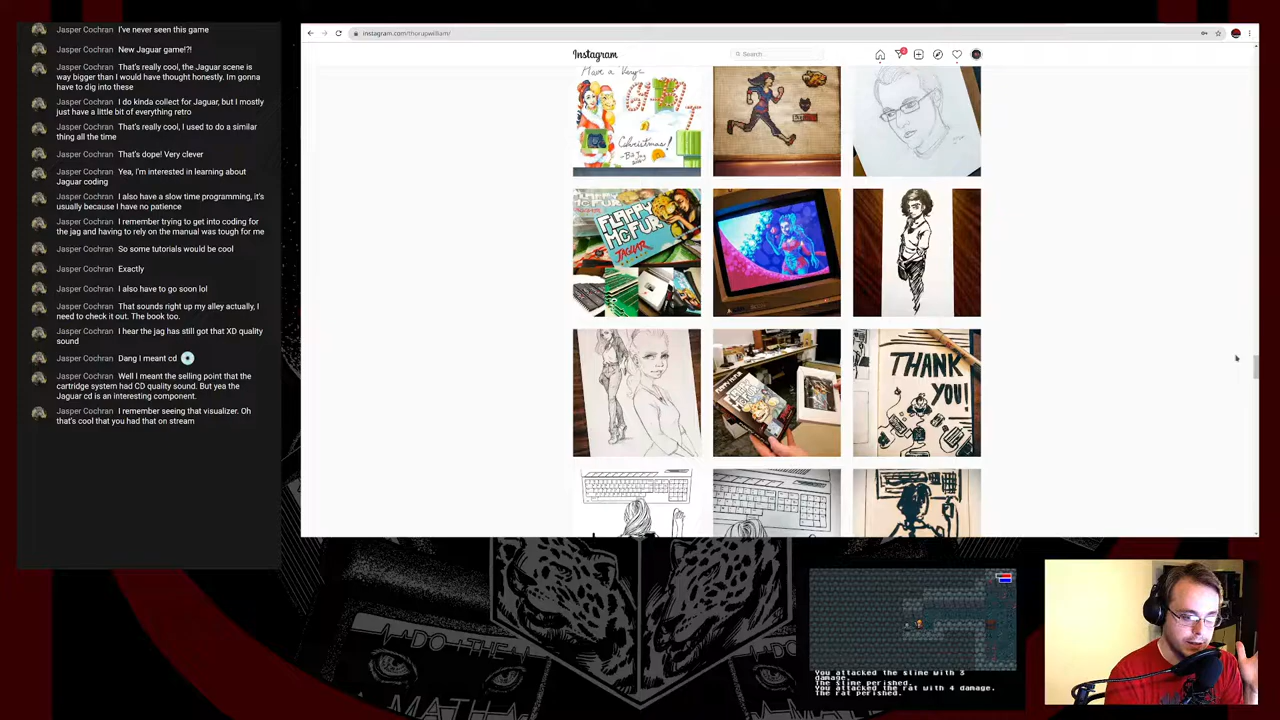 Jasper Cochran I've never seen this game
Jasper Cochran New Jaguar game!?!
Jasper Cochran That's really cool, the Jaguar scene is
way bigger than I would have thought honestly. Im gonna
have to dig into these
Jasper Cochran I do kinda collect for Jaguar, but I mostly
just have a little bit of everything retro
Jasper Cochran That's really cool, I used to do a similar
thing all the time
Jasper Cochran That's dope! Very clever
Jasper Cochran Yea, I'm interested in learning about
Jaguar coding
Jasper Cochran I also have a slow time programming, it's
usually because I have no patience
Jasper Cochran I remember trying to get into coding for
the jag and having to rely on the manual was tough for me
Jasper Cochran So some tutorials would be cool
Jasper Cochran Exactly
Jasper Cochran I also have to go soon lol
Jasper Cochran That sounds right up my alley actually, I
need to check it out. The book too.
Jasper Cochran I hear the jag has still got that XD quality
sound
Jasper Cochran Dang I meant cd
Jasper Cochran Well I meant the selling point that the
cartridge system had CD quality sound. But yea the
Jaguar cd is an interesting component.
Jasper Cochran I remember seeing that visualizer. Oh
that's cool that you had that on stream
instagram.com/thorapwilliam/
Instagram
Search...
Have a Very
Christmas!
FLAPPY
MCFUR
JAGUAR
THANK
YOU!
I DO THE
MATH
You attacked the slime with 3
damage.
The slime perished.
You attacked the rat with 4 damage.
The rat perished.